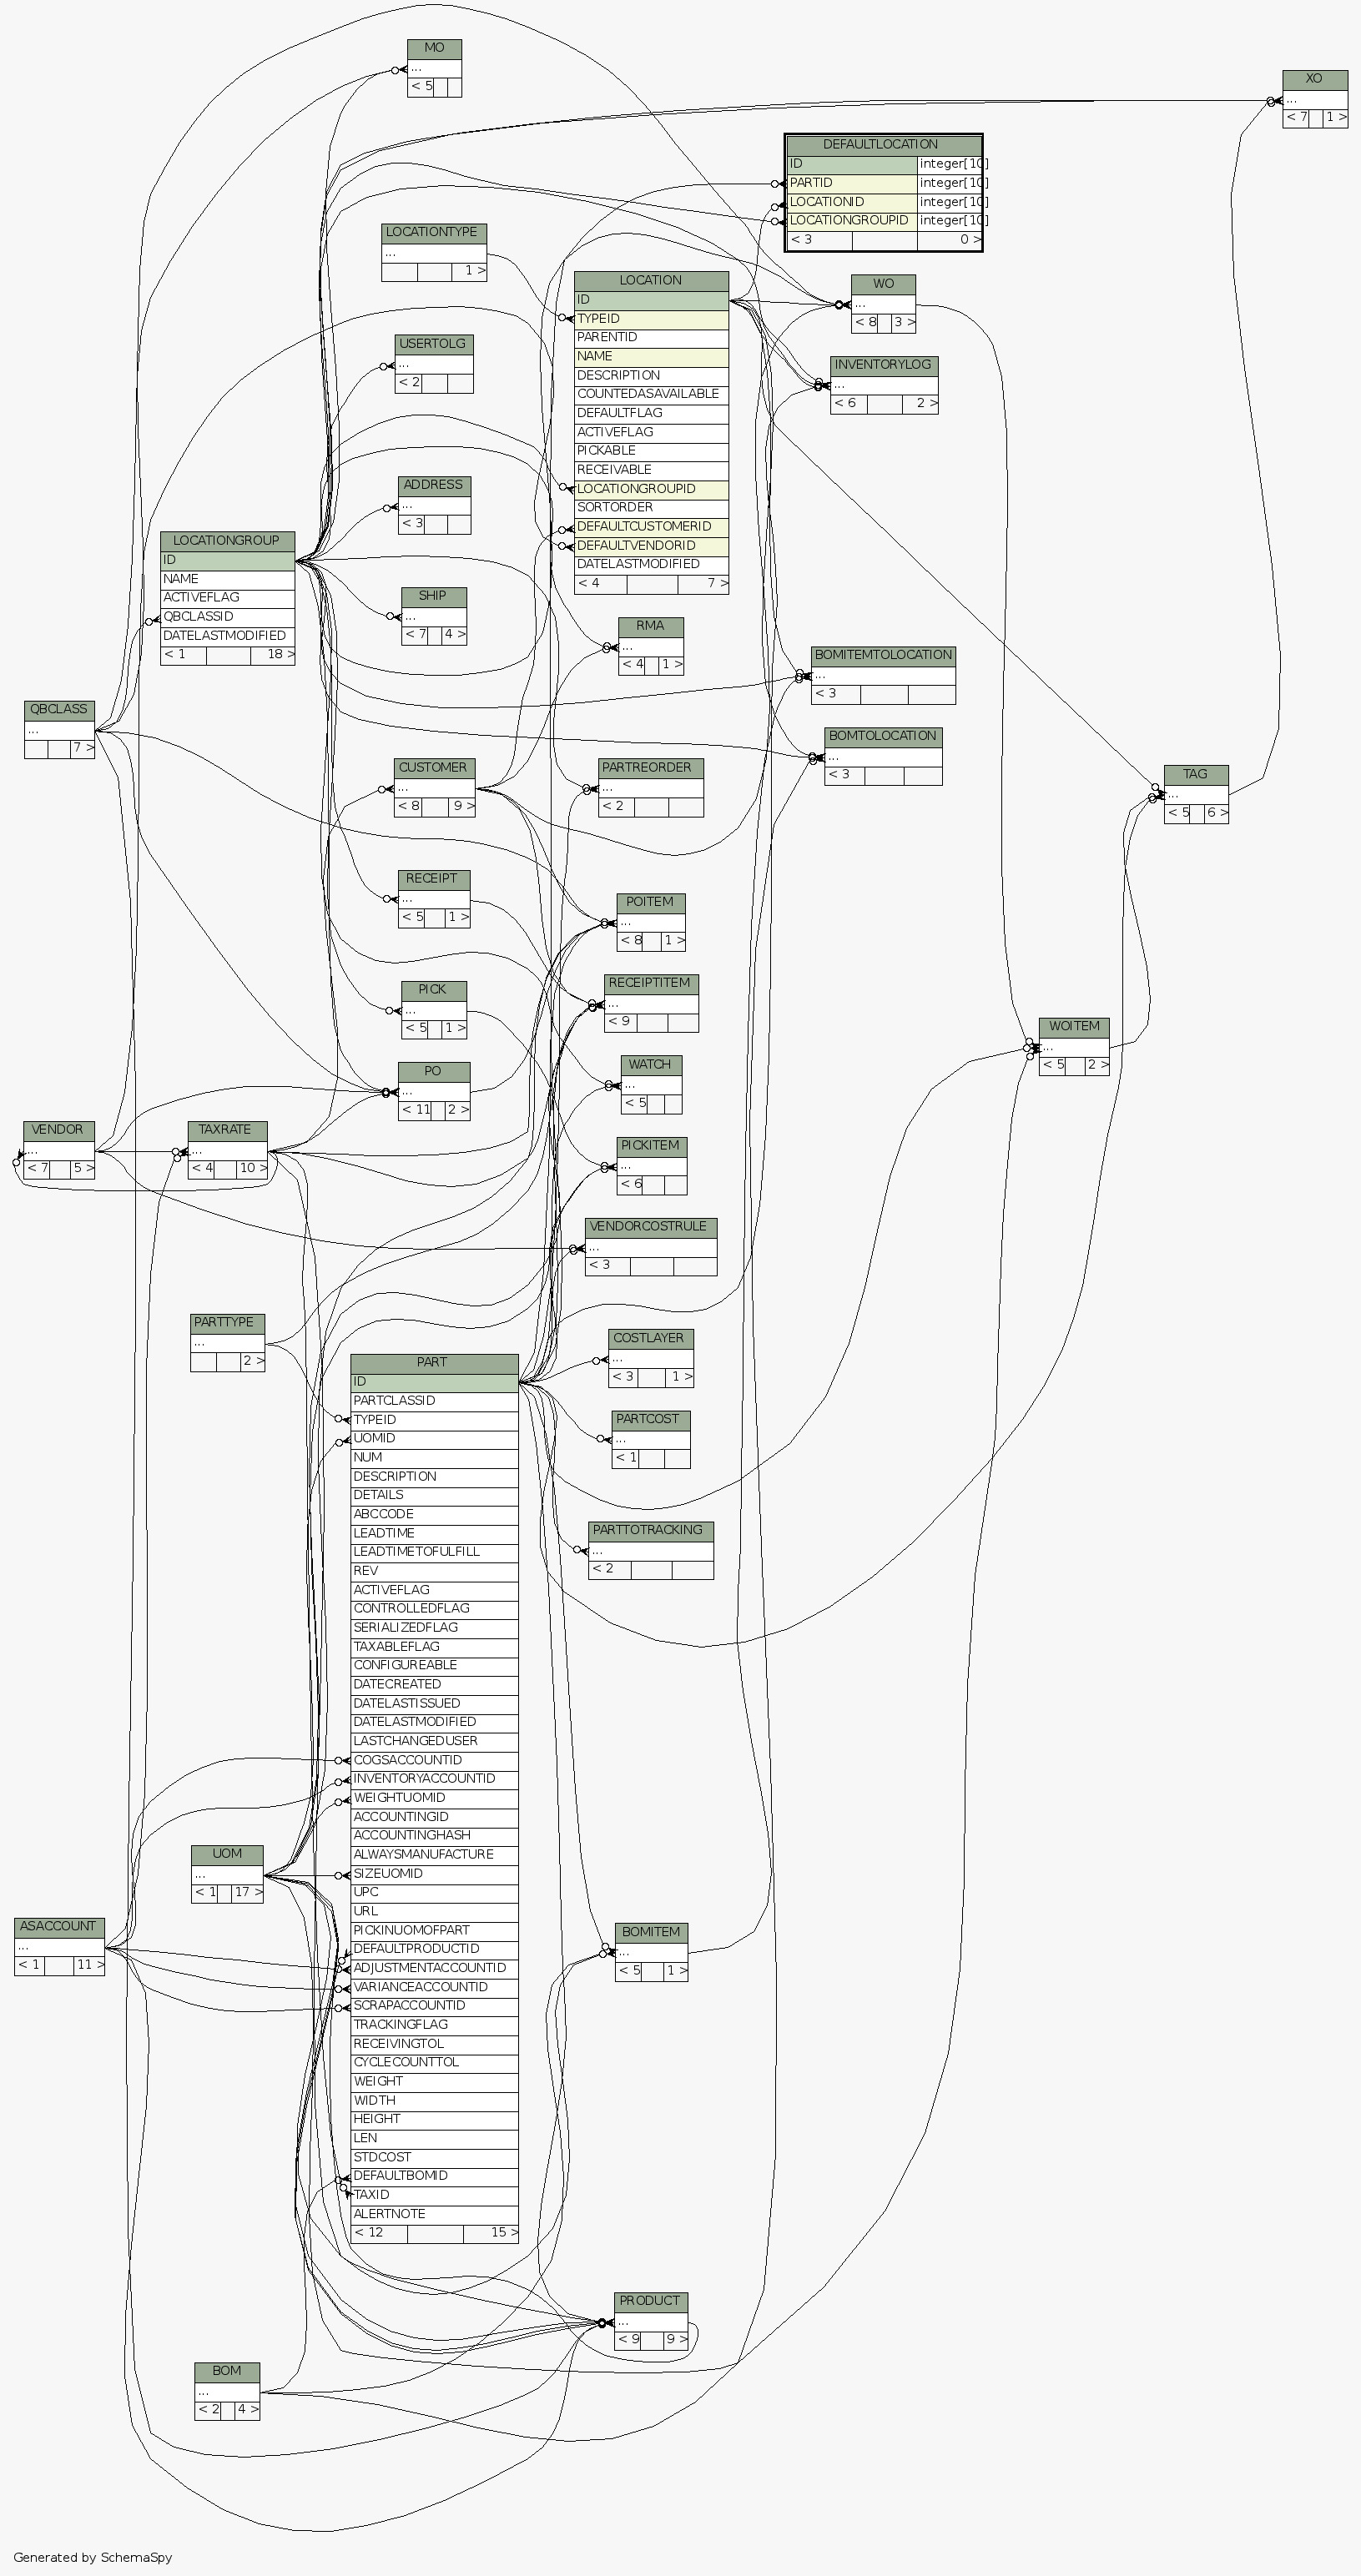 MO
...
< 5
XO
...
< 7 1 >
DEFAULTLOCATION
ID integer[10]
PARTID integer[10]
LOCATIONID integer[10]
LOCATIONGROUPID integer[10]
< 3 0 >
LOCATIONTYPE
...
1 >
LOCATION
ID
TYPEID
PARENTID
NAME
DESCRIPTION
COUNTEDASAVAILABLE
DEFAULTFLAG
ACTIVEFLAG
PICKABLE
RECEIVABLE
LOCATIONGROUPID
SORTORDER
DEFAULTCUSTOMERID
DEFAULTVENDORID
DATELASTMODIFIED
< 4 7 >
WO
...
< 8 3 >
USERTOLG
...
< 2
INVENTORYLOG
...
< 6 2 >
ADDRESS
...
< 3
LOCATIONGROUP
ID
NAME
ACTIVEFLAG
QBCLASSID
DATELASTMODIFIED
< 1 18 >
SHIP
...
< 7 4 >
RMA
...
< 4 1 >
BOMITEMTOLOCATION
...
< 3
QBCLASS
...
7 >
BOMTOLOCATION
...
< 3
CUSTOMER
...
< 8 9 >
PARTREORDER
...
< 2
TAG
...
< 5 6 >
RECEIPT
...
< 5 1 >
POITEM
...
< 8 1 >
PICK
...
< 5 1 >
RECEIPTITEM
...
< 9
WOITEM
...
< 5 2 >
PO
...
< 11 2 >
WATCH
...
< 5
VENDOR
...
< 7 5 >
TAXRATE
...
< 4 10 >
PICKITEM
...
< 6
VENDORCOSTRULE
...
< 3
PARTTYPE
...
2 >
COSTLAYER
...
< 3 1 >
PARTCOST
...
< 1
PARTTOTRACKING
...
< 2
PART
ID
PARTCLASSID
TYPEID
UOMID
NUM
DESCRIPTION
DETAILS
ABCCODE
LEADTIME
LEADTIMETOFULFILL
REV
ACTIVEFLAG
CONTROLLEDFLAG
SERIALIZEDFLAG
TAXABLEFLAG
CONFIGUREABLE
DATECREATED
DATELASTISSUED
DATELASTMODIFIED
LASTCHANGEDUSER
COGSACCOUNTID
INVENTORYACCOUNTID
WEIGHTUOMID
ACCOUNTINGID
ACCOUNTINGHASH
ALWAYSMANUFACTURE
SIZEUOMID
UPC
URL
PICKINUOMOFPART
DEFAULTPRODUCTID
ADJUSTMENTACCOUNTID
VARIANCEACCOUNTID
SCRAPACCOUNTID
TRACKINGFLAG
RECEIVINGTOL
CYCLECOUNTTOL
WEIGHT
WIDTH
HEIGHT
LEN
STDCOST
DEFAULTBOMID
TAXID
ALERTNOTE
< 12 15 >
UOM
...
< 1 17 >
ASACCOUNT
...
< 1 11 >
BOMITEM
...
< 5 1 >
PRODUCT
...
< 9 9 >
BOM
...
< 2 4 >
Generated by SchemaSpy